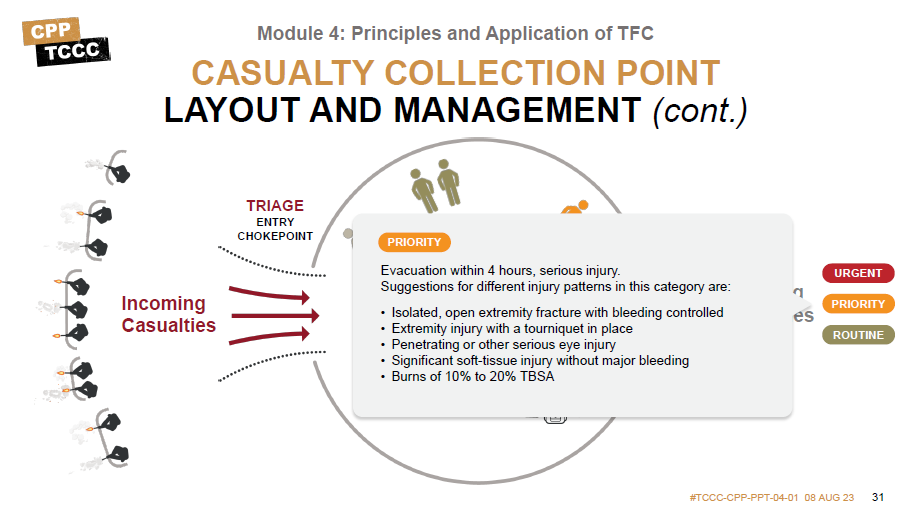 CPP
TCCC
Module 4: Principles and Application of TFC
CASUALTY COLLECTION POINT
LAYOUT AND MANAGEMENT (cont.)
TRIAGE
ENTRY
CHOKEPOINT
Incoming
Casualties
PRIORITY
Evacuation within 4 hours, serious injury.
Suggestions for different injury patterns in this category are:
• Isolated, open extremity fracture with bleeding controlled
• Extremity injury with a tourniquet in place
• Penetrating or other serious eye injury
• Significant soft-tissue injury without major bleeding
• Burns of 10% to 20% TBSA
URGENT
PRIORITY
ROUTINE
#TCCC-CPP-PPT-04-01 08 AUG 23
31